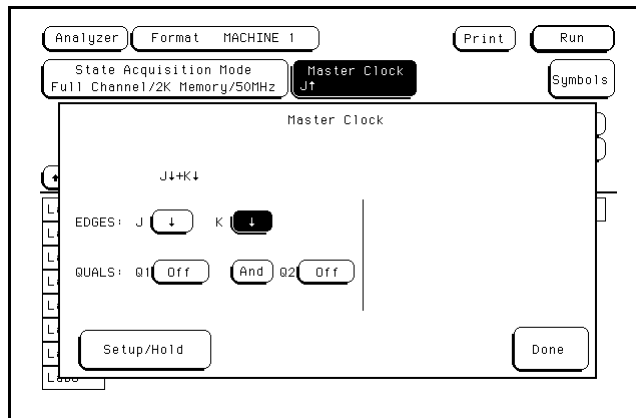 Analyzer Format MACHINE 1 Print Run
State Acquisition Mode
Full Channel/2K Memory/50MHz
Master Clock
J↑
Symbols
Master Clock
J↓+K↓
EDGES: J ↓ K ↓
QUALS: Q1 Off And Q2 Off
Setup/Hold Done